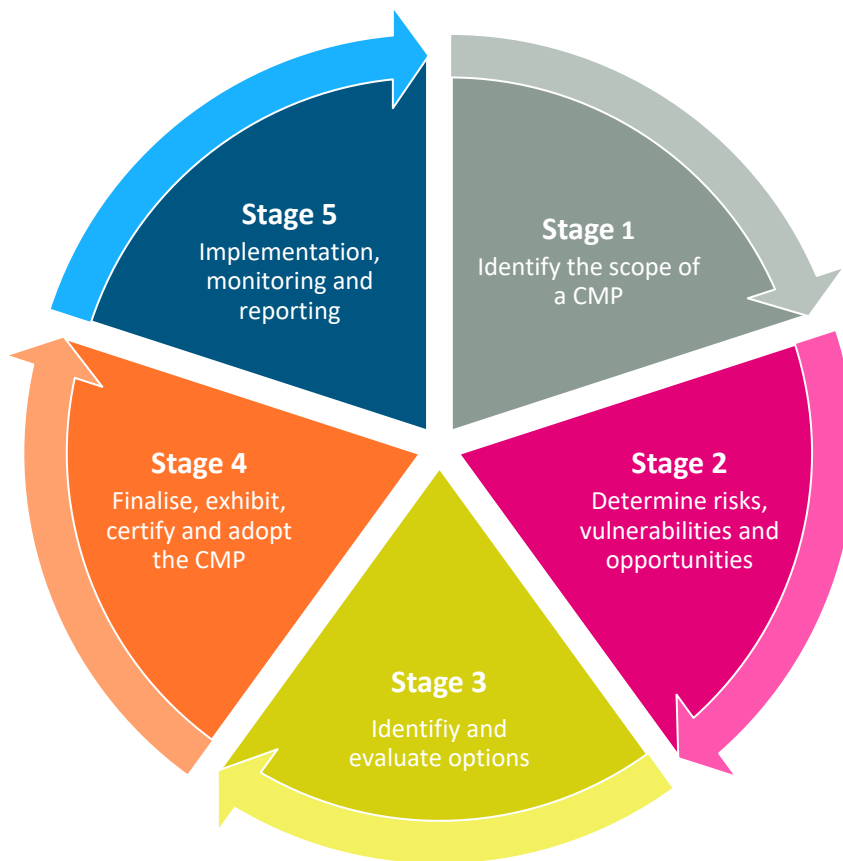 Stage 1
Identify the scope of
a CMP
Stage 2
Determine risks,
vulnerabilities and
opportunities
Stage 3
Identifiy and
evaluate options
Stage 4
Finalise, exhibit,
certify and adopt
the CMP
Stage 5
Implementation,
monitoring and
reporting